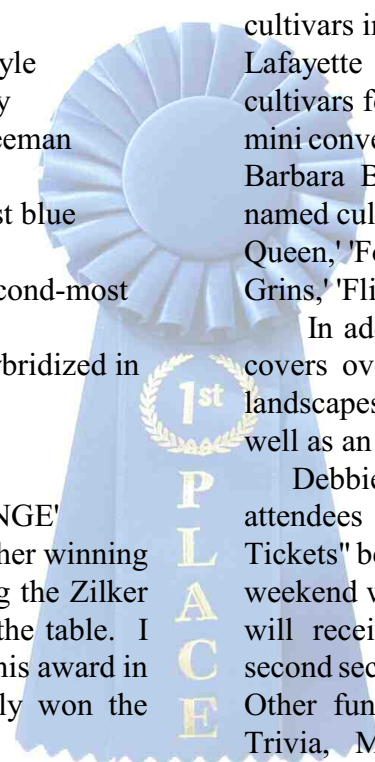 yle
y
eeman
st blue
cond-most
ybridized in
NGE'
her winning
g the Zilker
the table. I
his award in
ly won the
1st
P
L
A
C
E
cultivars in
Lafayette
cultivars fo
mini conve
Barbara B
named cul
Queen,' 'Fo
Grins,' 'Fli
In ad
covers ov
landscapes
well as an
Debbie
attendees
Tickets" bo
weekend w
will recei
second sec
Other fun
Trivia, M